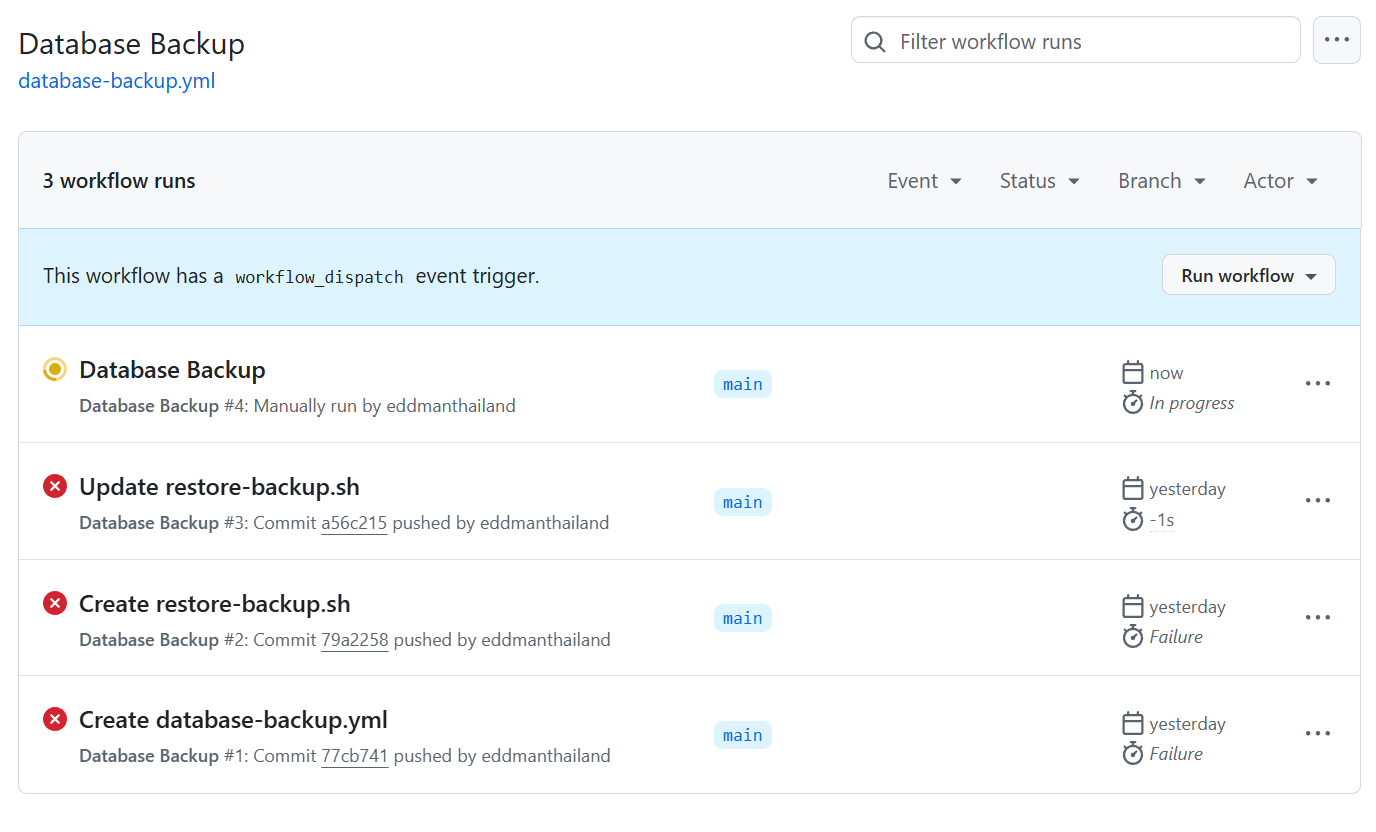 Database Backup
Filter workflow runs
database-backup.yml
3 workflow runs
Event
Status
Branch
Actor
This workflow has a workflow_dispatch event trigger.
Run workflow
Database Backup
Database Backup #4: Manually run by eddmanthailand
main
now
In progress
Update restore-backup.sh
Database Backup #3: Commit a56c215 pushed by eddmanthailand
main
yesterday
-1s
Create restore-backup.sh
Database Backup #2: Commit 79a2258 pushed by eddmanthailand
main
yesterday
Failure
Create database-backup.yml
Database Backup #1: Commit 77cb741 pushed by eddmanthailand
main
yesterday
Failure